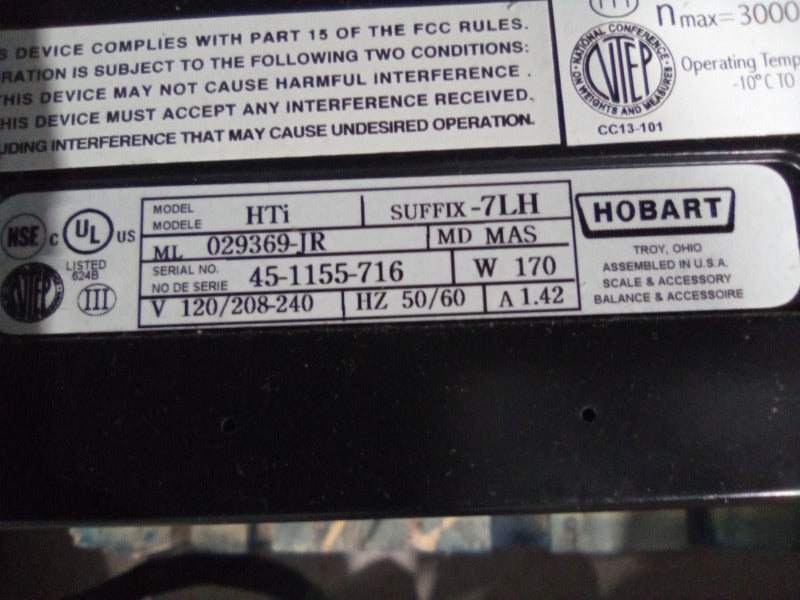 S DEVICE COMPLIES WITH PART 15 OF THE FCC RULES.
RATION IS SUBJECT TO THE FOLLOWING TWO CONDITIONS:
HIS DEVICE MAY NOT CAUSE HARMFUL INTERFERENCE .
HIS DEVICE MUST ACCEPT ANY INTERFERENCE RECEIVED,
UDING INTERFERENCE THAT MAY CAUSE UNDESIRED OPERATION.
III
nmax= 3000
NATIONAL CONFERENCE
NTEP
ON WEIGHTS AND MEASURES
CC13-101
Operating Temp
-10°C TO
NSF
C UL US
LISTED
624B
NTEP
III
MODEL
MODELE
HTi
SUFFIX -7LH
ML 029369-JR
MD MAS
SERIAL NO.
NO DE SERIE
45-1155-716
W 170
V 120/208-240
HZ 50/60
A 1.42
HOBART
TROY, OHIO
ASSEMBLED IN U.S.A.
SCALE & ACCESSORY
BALANCE & ACCESSOIRE